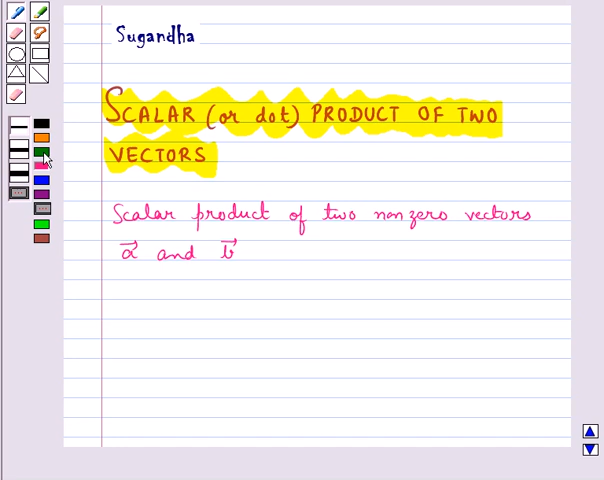 Sugandha
SCALAR (or dot) PRODUCT OF TWO
VECTORS
Scalar product of two nonzero vectors
a⃗ and b⃗